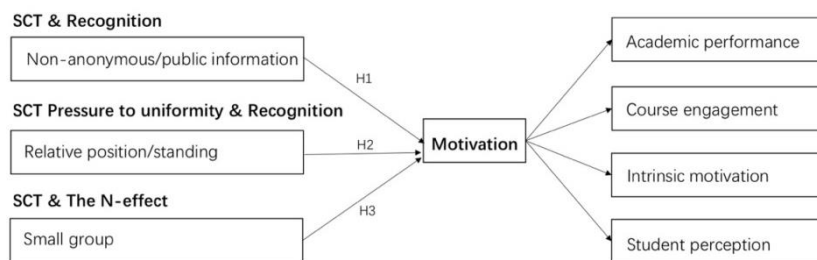 SCT & Recognition
Non-anonymous/public information
H1
SCT Pressure to uniformity & Recognition
Relative position/standing
H2
SCT & The N-effect
Small group
H3
Motivation
Academic performance
Course engagement
Intrinsic motivation
Student perception